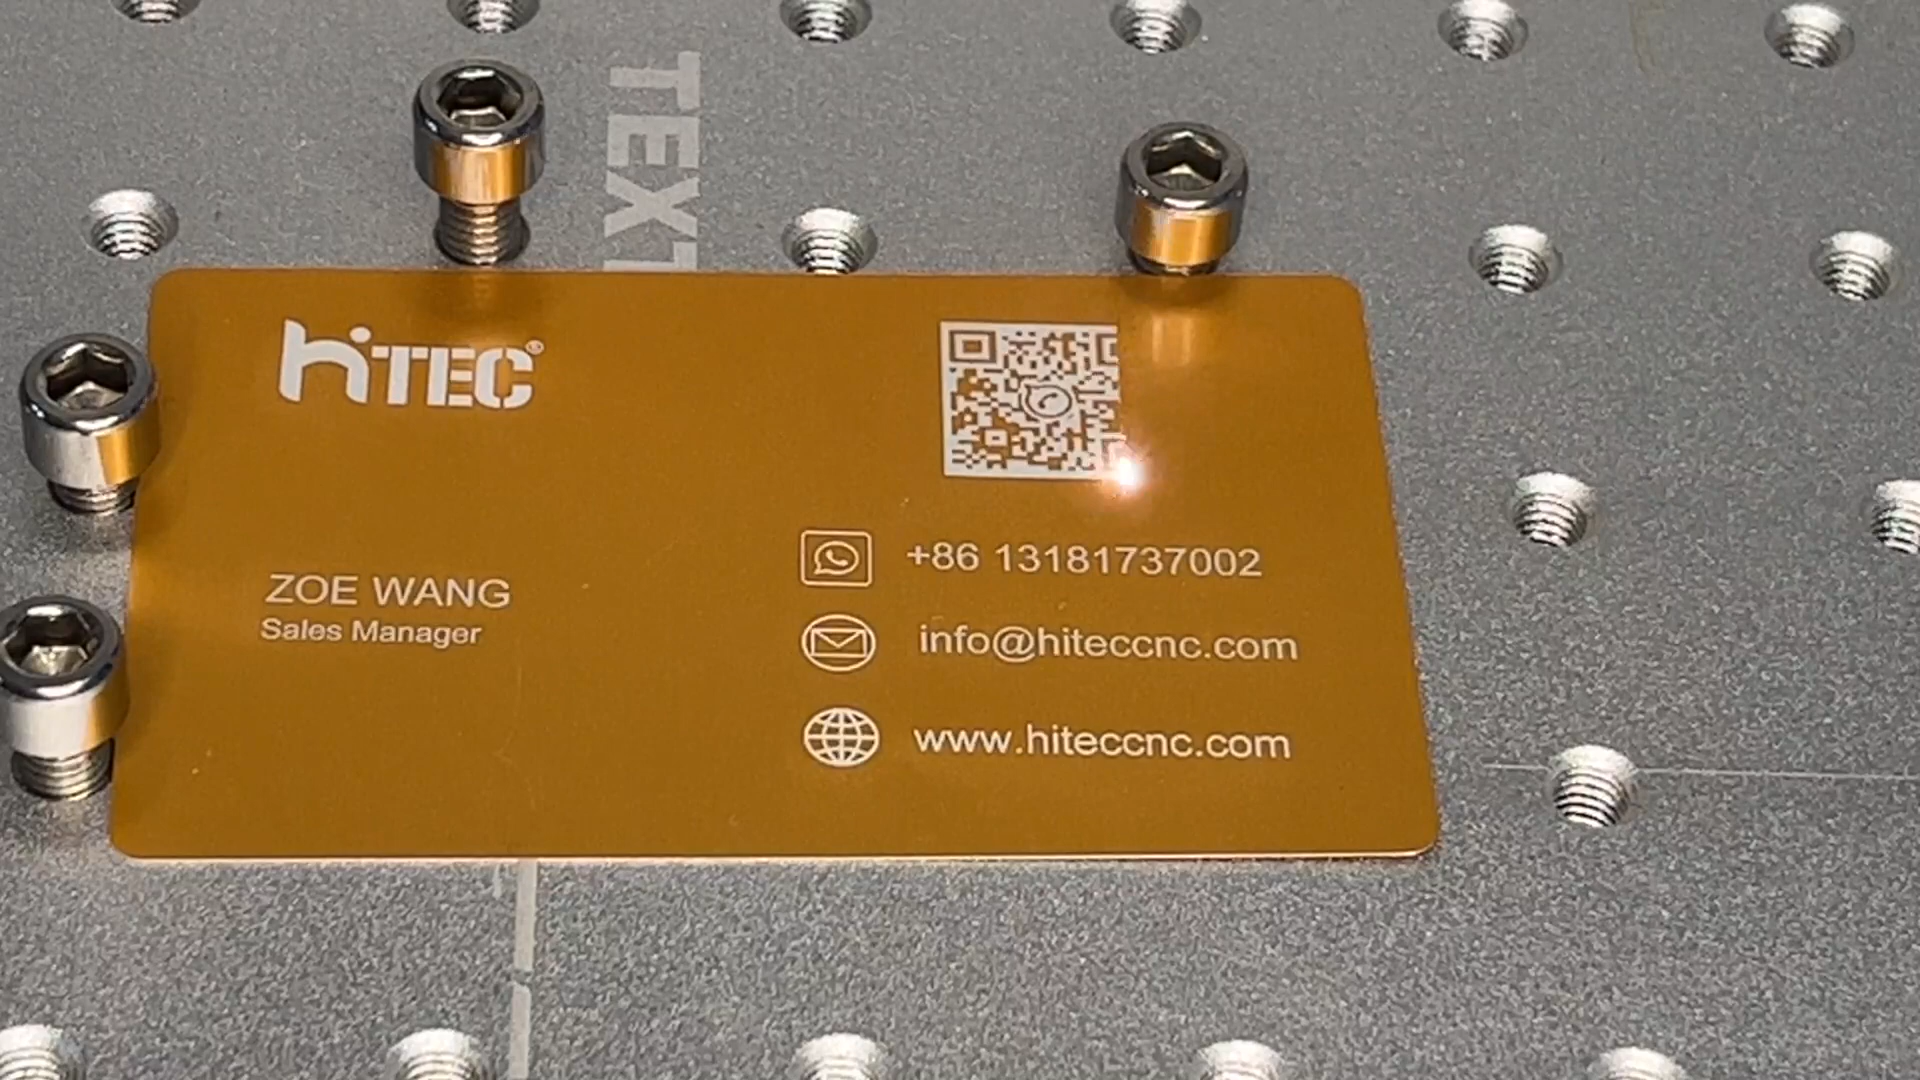 TEXT
hiTEC®
ZOE WANG
Sales Manager
+86 13181737002
info@hiteccnc.com
www.hiteccnc.com